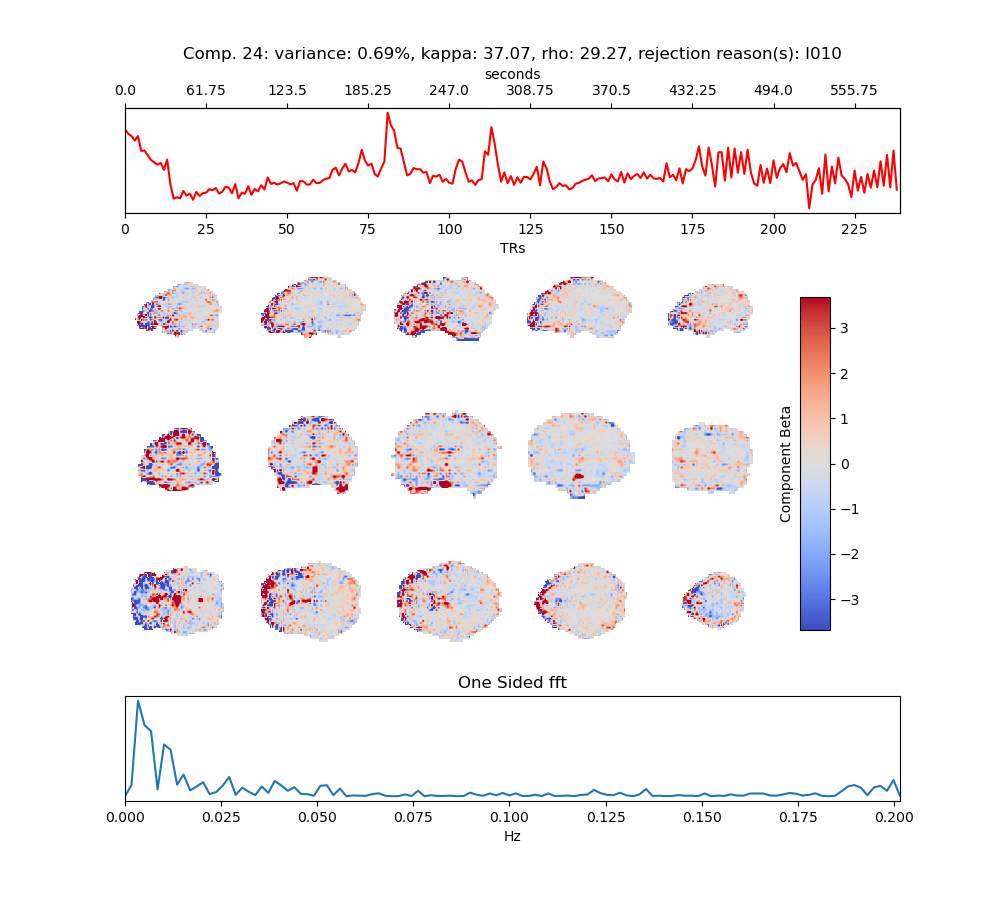 Comp. 24: variance: 0.69%, kappa: 37.07, rho: 29.27, rejection reason(s): I010
seconds
0.0 61.75 123.5 185.25 247.0 308.75 370.5 432.25 494.0 555.75
0 25 50 75 100 125 150 175 200 225
TRs
3
2
1
0
−1
−2
−3
Component Beta
One Sided fft
0.000 0.025 0.050 0.075 0.100 0.125 0.150 0.175 0.200
Hz